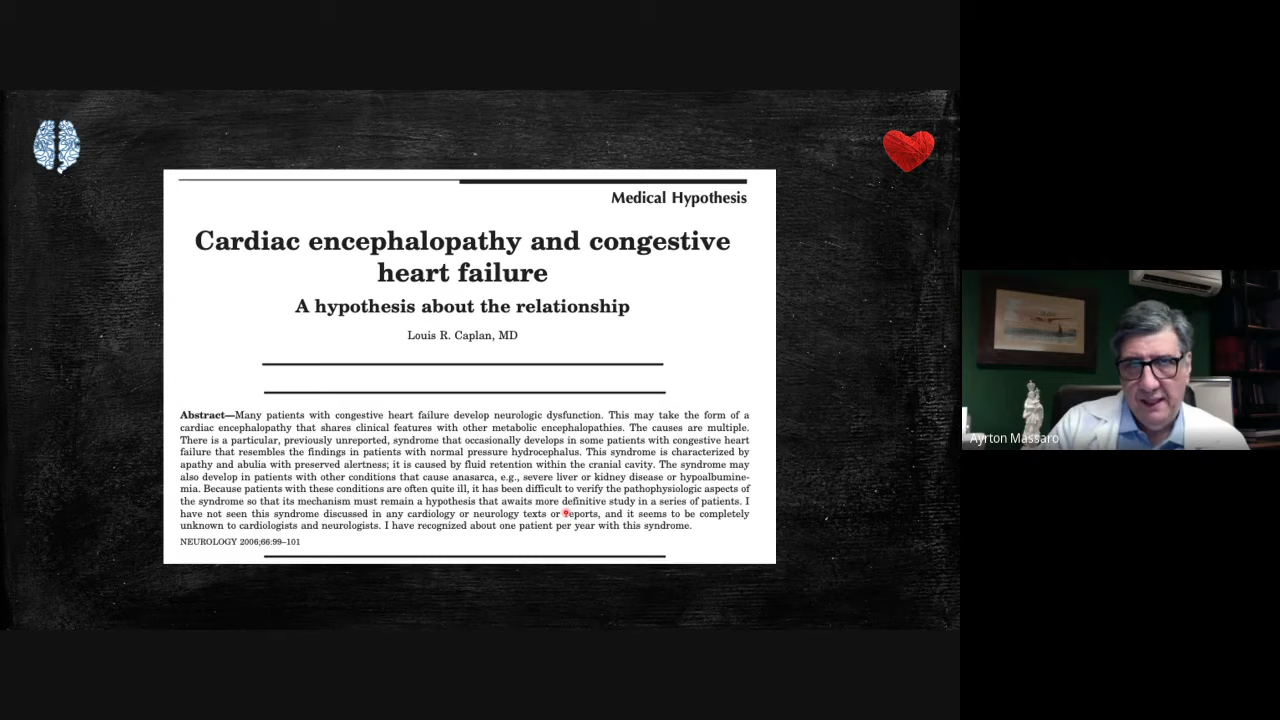 Medical Hypothesis
Cardiac encephalopathy and congestive
heart failure
A hypothesis about the relationship
Louis R. Caplan, MD
Abstract—Many patients with congestive heart failure develop neurologic dysfunction. This may take the form of a
cardiac encephalopathy that shares clinical features with other metabolic encephalopathies. The causes are multiple.
There is a particular, previously unreported, syndrome that occasionally develops in some patients with congestive heart
failure that resembles the findings in patients with normal pressure hydrocephalus. This syndrome is characterized by
apathy and abulia with preserved alertness; it is caused by fluid retention within the cranial cavity. The syndrome may
also develop in patients with other conditions that cause anasarca, e.g., severe liver or kidney disease or hypoalbumine-
mia. Because patients with these conditions are often quite ill, it has been difficult to verify the pathophysiologic aspects of
the syndrome so that its mechanism must remain a hypothesis that awaits more definitive study in a series of patients. I
have not seen this syndrome discussed in any cardiology or neurology texts or reports, and it seems to be completely
unknown to cardiologists and neurologists. I have recognized about one patient per year with this syndrome.
NEUROLOGY 2006;66:99–101
Ayrton Massaro